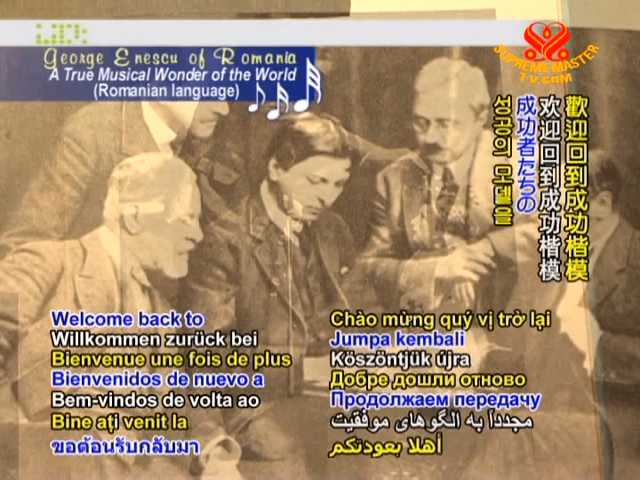 George Enescu of Romania
A True Musical Wonder of the World
(Romanian language)
SUPREME MASTER
TV.com
歡迎回到成功楷模
欢迎回到成功楷模
成功者たちの
성공의 모델을
Welcome back to
Willkommen zurück bei
Bienvenue une fois de plus
Bienvenidos de nuevo a
Bem-vindos de volta ao
Bine aţi venit la
ขอต้อนรับกลับมา
Chào mừng quý vị trở lại
Jumpa kembali
Köszöntjük újra
Добре дошли отново
Продолжаем передачу
مجدداً به الگوهای موفقیت
أهلا بعودتكم